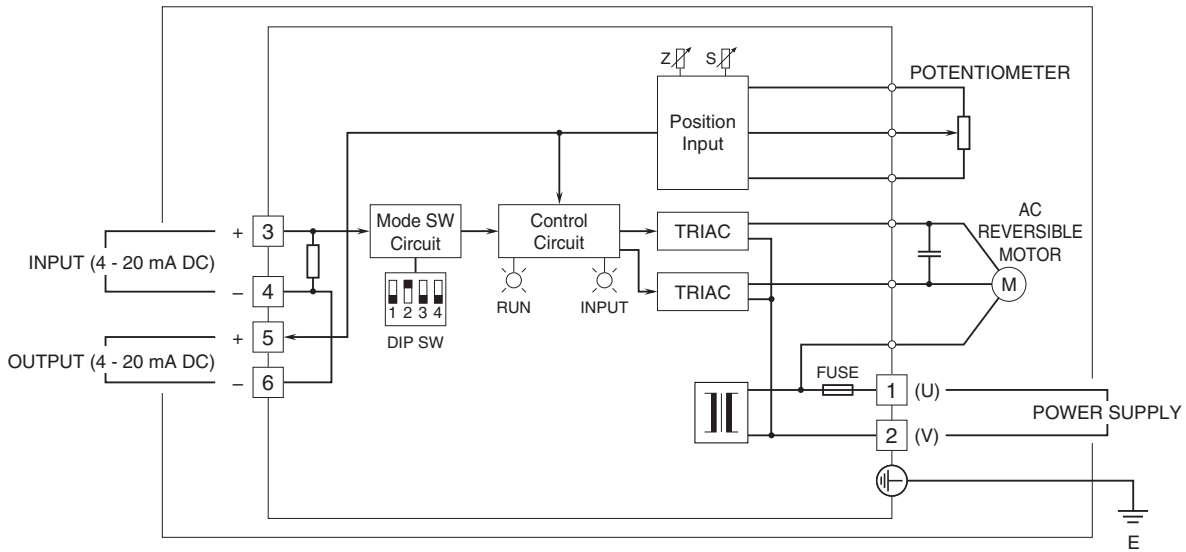 Z S
POTENTIOMETER
Position
Input
+ 3
Mode SW
Circuit
Control
Circuit
TRIAC
AC
REVERSIBLE
MOTOR
INPUT (4 - 20 mA DC)
– 4
TRIAC
M
1 2 3 4
RUN
INPUT
DIP SW
+ 5
OUTPUT (4 - 20 mA DC)
– 6
FUSE
1 (U)
POWER SUPPLY
2 (V)
E